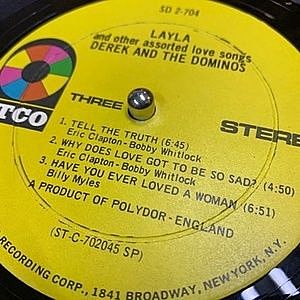 SD 2-704
LAYLA
and other assorted love songs
DEREK AND THE DOMINOS
TCO
THREE
STERE
1. TELL THE TRUTH (6:45)
Eric Clapton-Bobby Whitlock
2. WHY DOES LOVE GOT TO BE SO SAD? (4:50)
Eric Clapton-Bobby Whitlock
3. HAVE YOU EVER LOVED A WOMAN (6:51)
Billy Myles
A PRODUCT OF POLYDOR - ENGLAND
(ST-C-702045 SP)
RECORDING CORP., 1841 BROADWAY, NEW YORK, N.Y.